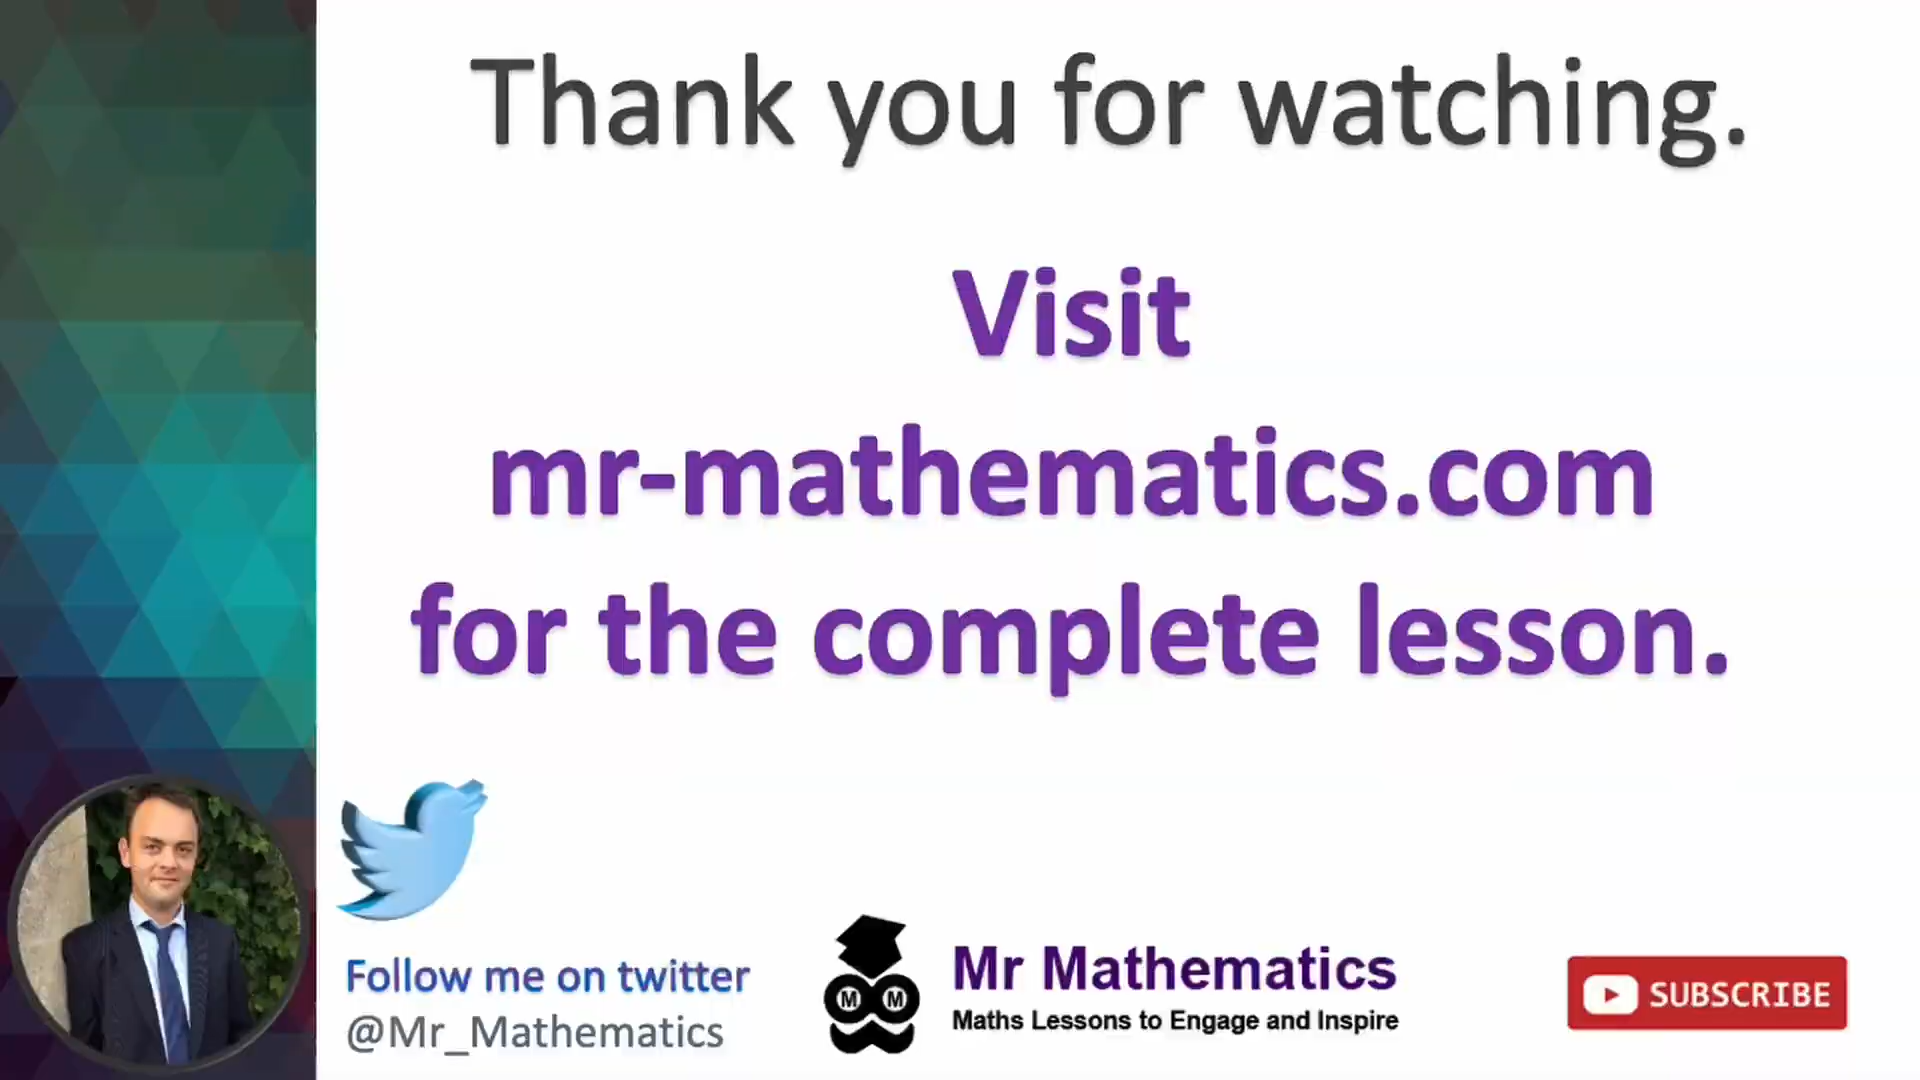 Thank you for watching.
Visit
mr-mathematics.com
for the complete lesson.
Follow me on twitter
@Mr_Mathematics
M M
Mr Mathematics
Maths Lessons to Engage and Inspire
SUBSCRIBE